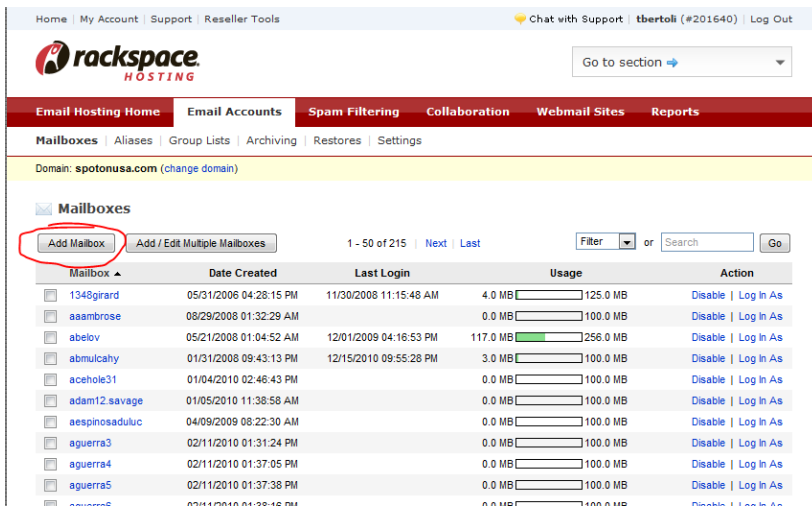 Home | My Account | Support | Reseller Tools Chat with Support | tbertoli (#201640) | Log Out
rackspace.
HOSTING
Go to section
Email Hosting Home Email Accounts Spam Filtering Collaboration Webmail Sites Reports
Mailboxes | Aliases | Group Lists | Archiving | Restores | Settings
Domain: spotonusa.com (change domain)
Mailboxes
Add Mailbox Add / Edit Multiple Mailboxes 1 - 50 of 215 | Next | Last Filter or Search Go
Mailbox Date Created Last Login Usage Action
1348girard 05/31/2006 04:28:15 PM 11/30/2008 11:15:48 AM 4.0 MB 125.0 MB Disable | Log In As
aaambrose 08/29/2008 01:32:29 AM 0.0 MB 100.0 MB Disable | Log In As
abelov 05/21/2008 01:04:52 AM 12/01/2009 04:16:53 PM 117.0 MB 256.0 MB Disable | Log In As
abmulcahy 01/31/2008 09:43:13 PM 12/15/2010 09:55:28 PM 3.0 MB 100.0 MB Disable | Log In As
acehole31 01/04/2010 02:46:43 PM 0.0 MB 100.0 MB Disable | Log In As
adam12.savage 01/05/2010 11:38:58 AM 0.0 MB 100.0 MB Disable | Log In As
aespinosaduluc 04/09/2009 08:22:30 AM 0.0 MB 100.0 MB Disable | Log In As
aguerra3 02/11/2010 01:31:24 PM 0.0 MB 100.0 MB Disable | Log In As
aguerra4 02/11/2010 01:37:05 PM 0.0 MB 100.0 MB Disable | Log In As
aguerra5 02/11/2010 01:37:38 PM 0.0 MB 100.0 MB Disable | Log In As
aguerra6 02/11/2010 01:38:16 PM 0.0 MB 100.0 MB Disable | Log In As